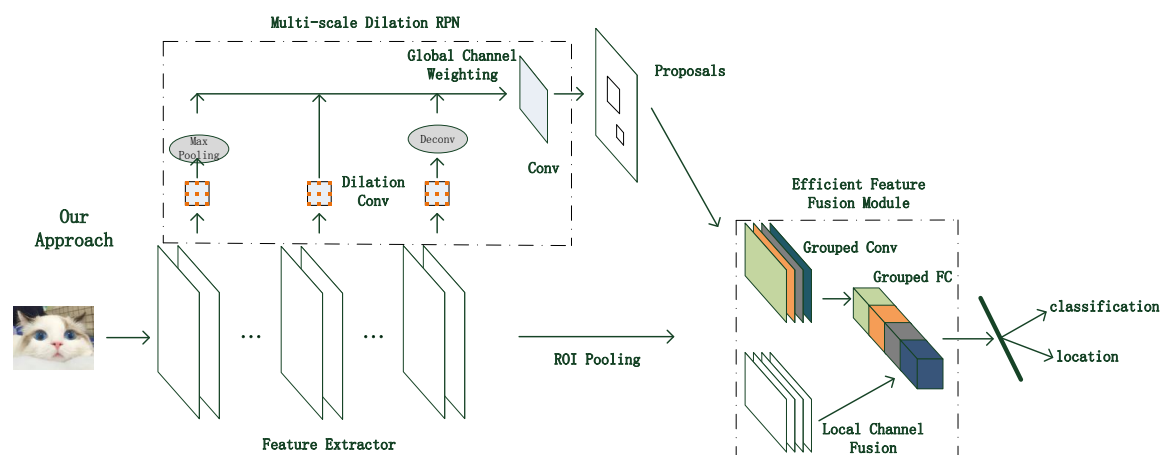 Multi-scale Dilation RPN
Global Channel
Weighting
Proposals
Max
Pooling
Deconv
Conv
Dilation
Conv
Our
Approach
Efficient Feature
Fusion Module
Grouped Conv
Grouped FC
classification
location
...
...
ROI Pooling
Local Channel
Fusion
Feature Extractor